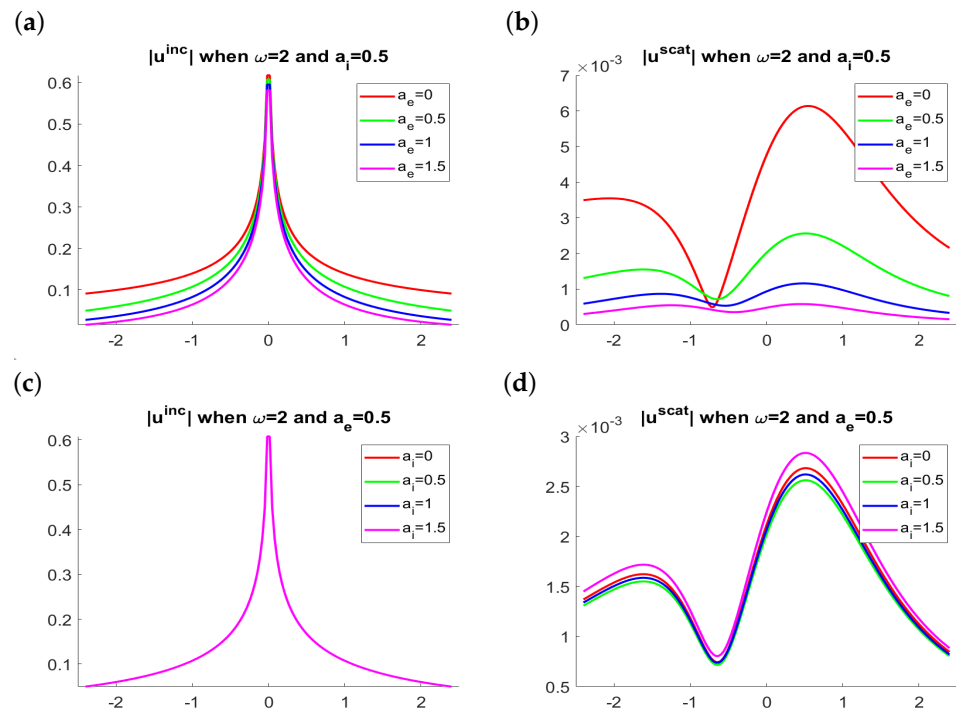 (a)
|u^inc| when ω=2 and a_i=0.5
0.6
0.5
0.4
0.3
0.2
0.1
-2 -1 0 1 2
a_e=0
a_e=0.5
a_e=1
a_e=1.5
(b)
|u^scat| when ω=2 and a_i=0.5
×10^-3
7
6
5
4
3
2
1
0
-2 -1 0 1 2
a_e=0
a_e=0.5
a_e=1
a_e=1.5
(c)
|u^inc| when ω=2 and a_e=0.5
0.6
0.5
0.4
0.3
0.2
0.1
-2 -1 0 1 2
a_i=0
a_i=0.5
a_i=1
a_i=1.5
(d)
|u^scat| when ω=2 and a_e=0.5
×10^-3
3
2.5
2
1.5
1
0.5
-2 -1 0 1 2
a_i=0
a_i=0.5
a_i=1
a_i=1.5